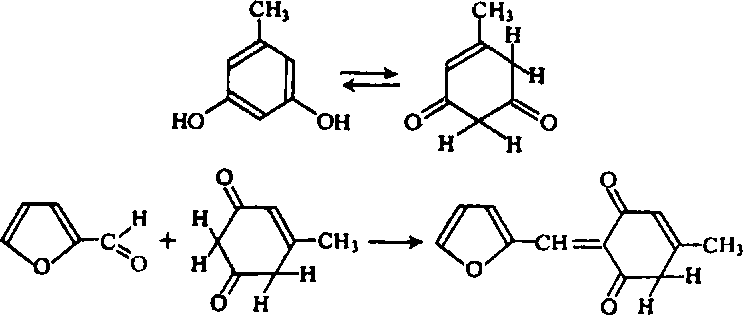 CH₃ CH₃
H
H
HO OH O O
H H
O O
H
C + H CH₃ CH CH₃
O O H
O H H O H H